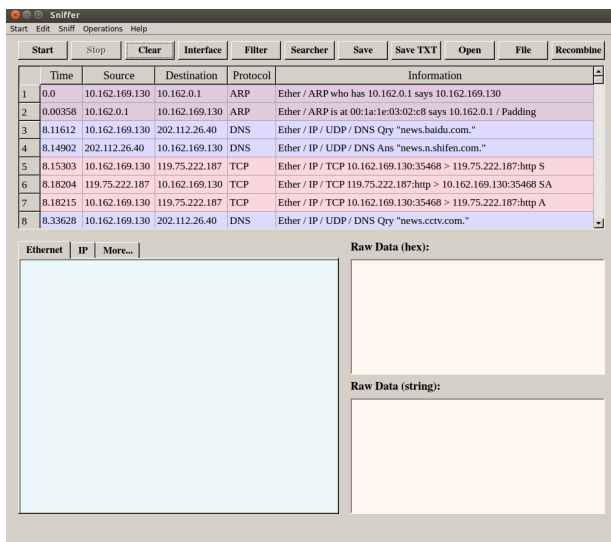 Sniffer
Start Edit Sniff Operations Help
Start Stop Clear Interface Filter Searcher Save Save TXT Open File Recombine
Time Source Destination Protocol Information
1 0.0 10.162.169.130 10.162.0.1 ARP Ether / ARP who has 10.162.0.1 says 10.162.169.130
2 0.00358 10.162.0.1 10.162.169.130 ARP Ether / ARP is at 00:1a:1e:03:02:c8 says 10.162.0.1 / Padding
3 8.11612 10.162.169.130 202.112.26.40 DNS Ether / IP / UDP / DNS Qry "news.baidu.com."
4 8.14902 202.112.26.40 10.162.169.130 DNS Ether / IP / UDP / DNS Ans "news.n.shifen.com."
5 8.15303 10.162.169.130 119.75.222.187 TCP Ether / IP / TCP 10.162.169.130:35468 > 119.75.222.187:http S
6 8.18204 119.75.222.187 10.162.169.130 TCP Ether / IP / TCP 119.75.222.187:http > 10.162.169.130:35468 SA
7 8.18215 10.162.169.130 119.75.222.187 TCP Ether / IP / TCP 10.162.169.130:35468 > 119.75.222.187:http A
8 8.33628 10.162.169.130 202.112.26.40 DNS Ether / IP / UDP / DNS Qry "news.cctv.com."
Ethernet IP More...
Raw Data (hex):
Raw Data (string):